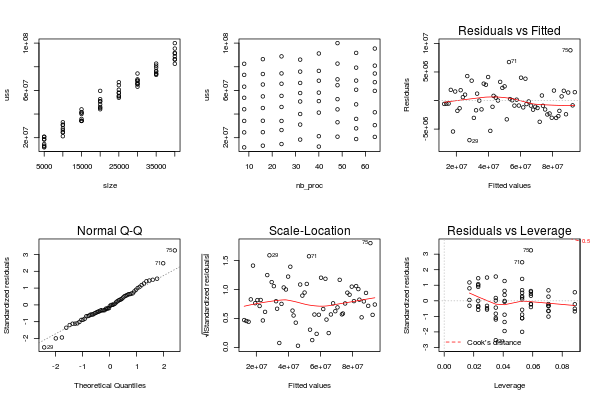 Residuals vs Fitted
uss
2e+07 6e+07 1e+08
5000 15000 25000 35000
size
uss
2e+07 6e+07 1e+08
10 20 30 40 50 60
nb_proc
Residuals
-5e+06 5e+06 1e+07
75
71
29
2e+07 4e+07 6e+07 8e+07
Fitted values
Normal Q-Q
Standardized residuals
-2 -1 0 1 2 3
75
71
29
-2 -1 0 1 2
Theoretical Quantiles
Scale-Location
√|Standardized residuals|
0.0 0.5 1.0 1.5
75
29
71
2e+07 4e+07 6e+07 8e+07
Fitted values
Residuals vs Leverage
Standardized residuals
-3 -2 -1 0 1 2 3
75
71
29
0.5
Cook's distance
0.00 0.02 0.04 0.06 0.08
Leverage